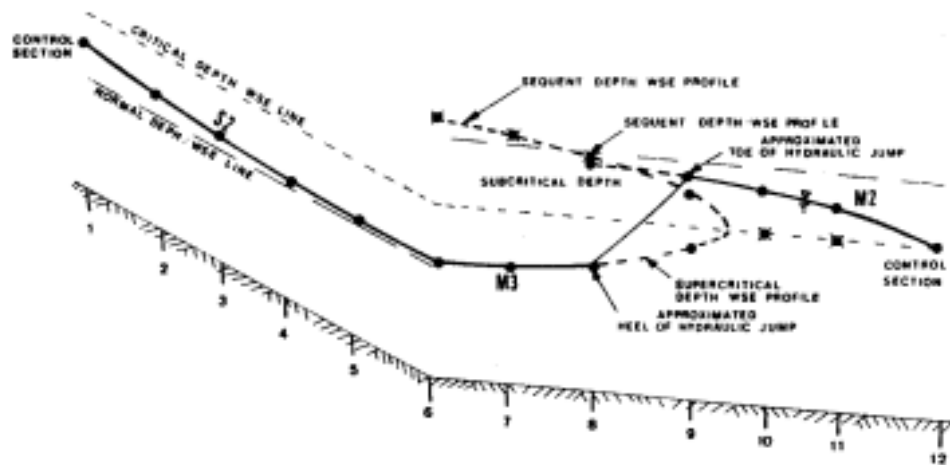 CONTROL
SECTION
CRITICAL DEPTH WSE LINE
NORMAL DEPTH WSE LINE
S2
SEQUENT DEPTH WSE PROFILE
SEQUENT DEPTH WSE PROFILE
APPROXIMATED
TOE OF HYDRAULIC JUMP
SUBCRITICAL DEPTH
M2
M3
CONTROL
SECTION
SUPERCRITICAL
DEPTH WSE PROFILE
APPROXIMATED
HEEL OF HYDRAULIC JUMP
1
2
3
4
5
6
7
8
9
10
11
12